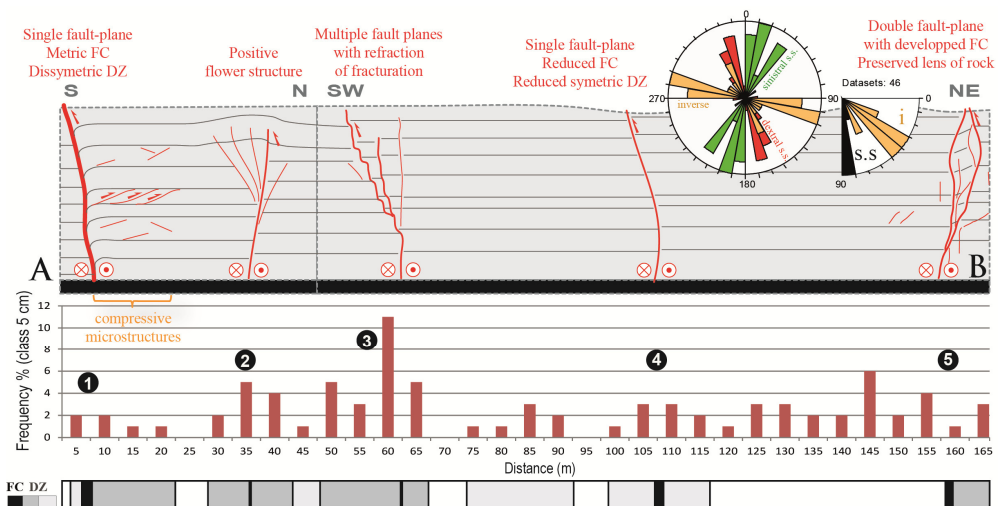 Single fault-plane
Metric FC
Dissymetric DZ
Positive
flower structure
Multiple fault planes
with refraction
of fracturation
Single fault-plane
Reduced FC
Reduced symetric DZ
Double fault-plane
with developped FC
Preserved lens of rock
S
N
SW
NE
0
270
90
180
inverse
sinistral s.s.
dextral s.s.
Datasets: 46
0
90
i
s.s
A
B
compressive
microstructures
Frequency % (class 5 cm)
12
10
8
6
4
2
0
1
2
3
4
5
5 10 15 20 25 30 35 40 45 50 55 60 65 70 75 80 85 90 95 100 105 110 115 120 125 130 135 140 145 150 155 160 165
Distance (m)
FC DZ